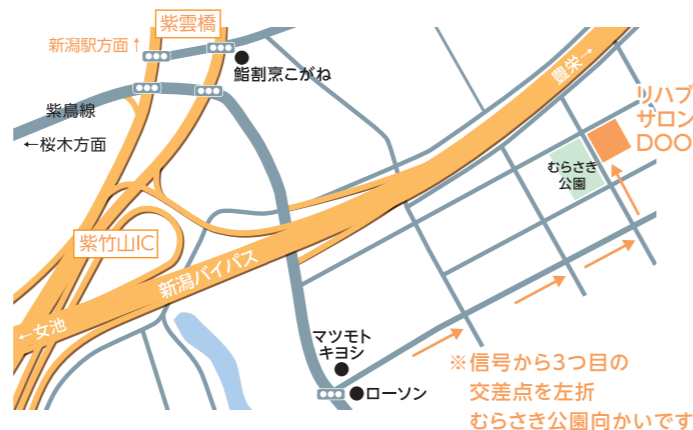 紫雲橋
新潟駅方面↑
鮨割烹こがね
紫鳥線
←桜木方面
豊栄→
リハブ
サロン
DOO
むらさき
公園
紫竹山IC
新潟バイパス
←女池
マツモト
キヨシ
ローソン
※信号から3つ目の
交差点を左折
むらさき公園向かいです